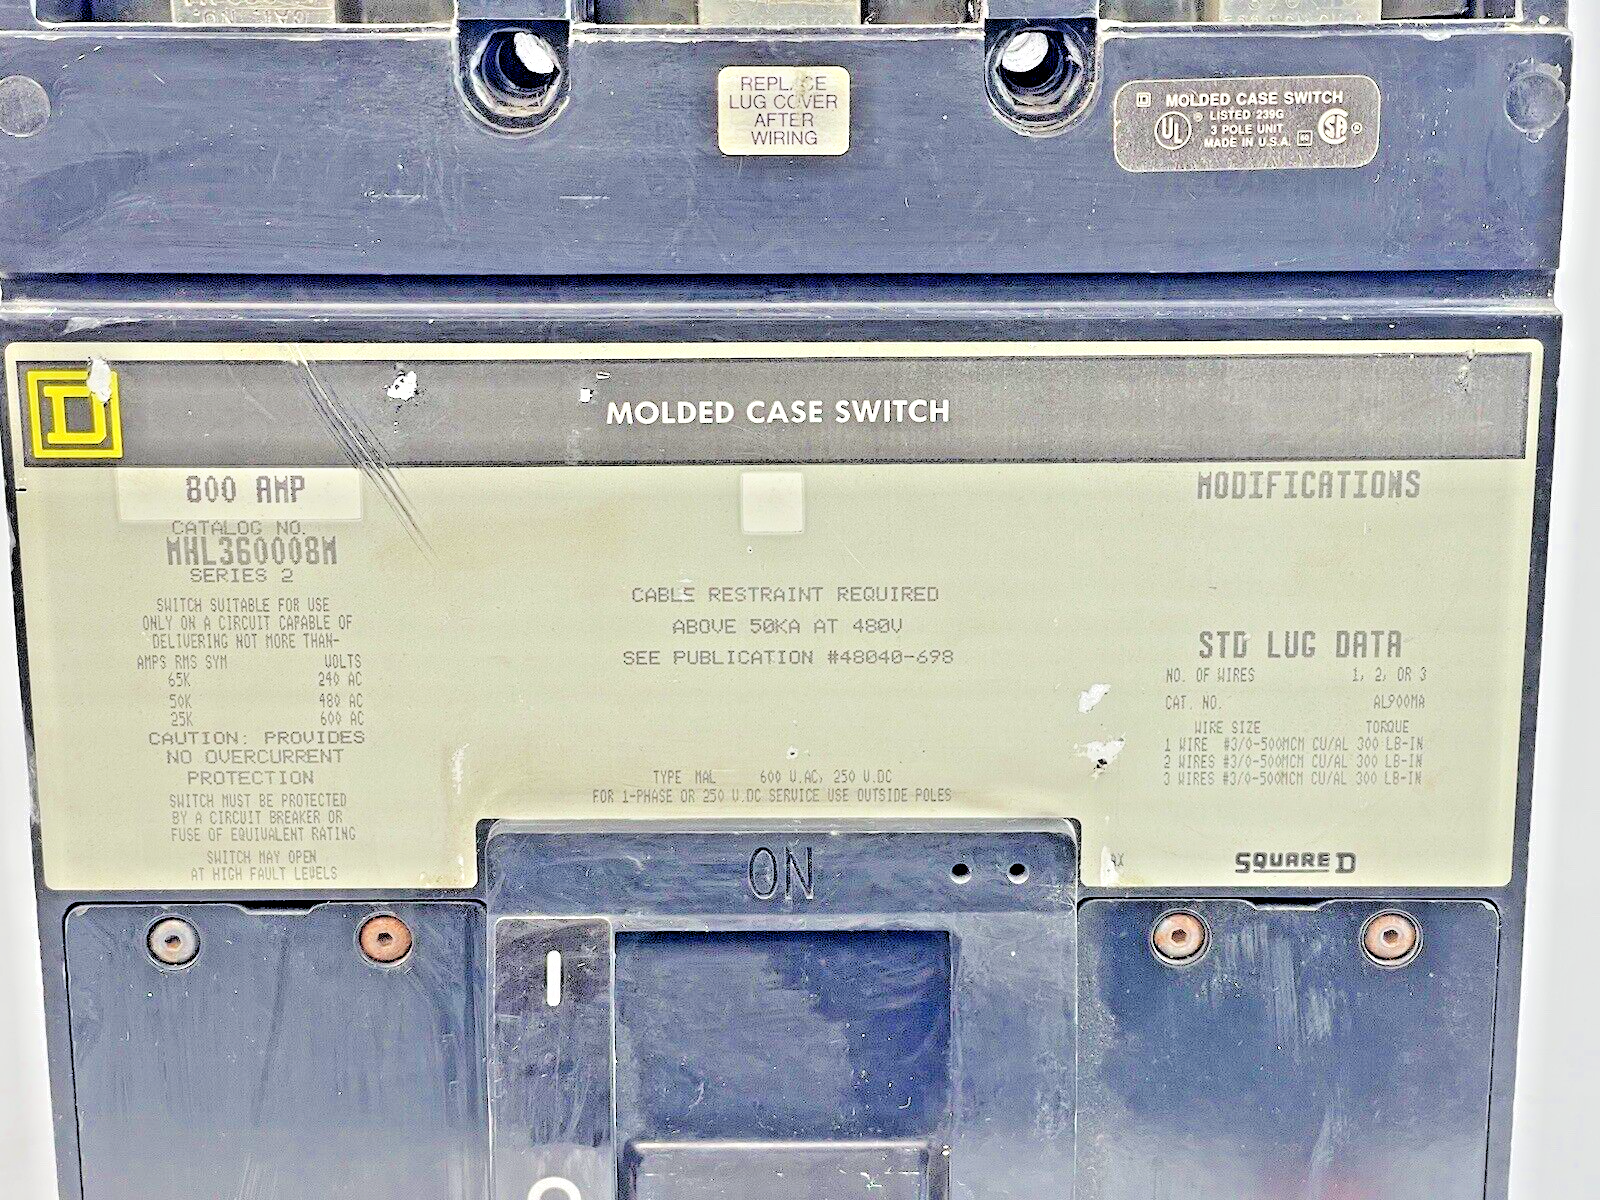 CAT. NO.
REPLACE
LUG COVER
AFTER
WIRING
D MOLDED CASE SWITCH
UL ® LISTED 239G
3 POLE UNIT
MADE IN U.S.A.
SA ®
D
MOLDED CASE SWITCH
800 AMP
CATALOG NO.
MHL360008M
SERIES 2
SWITCH SUITABLE FOR USE
ONLY ON A CIRCUIT CAPABLE OF
DELIVERING NOT MORE THAN-
AMPS RMS SYM VOLTS
65K 240 AC
50K 480 AC
25K 600 AC
CAUTION: PROVIDES
NO OVERCURRENT
PROTECTION
SWITCH MUST BE PROTECTED
BY A CIRCUIT BREAKER OR
FUSE OF EQUIVALENT RATING
SWITCH MAY OPEN
AT HIGH FAULT LEVELS
CABLE RESTRAINT REQUIRED
ABOVE 50KA AT 480V
SEE PUBLICATION #48040-698
TYPE MAL 600 V.AC, 250 V.DC
FOR 1-PHASE OR 250 V.DC SERVICE USE OUTSIDE POLES
MODIFICATIONS
STD LUG DATA
NO. OF WIRES 1, 2, OR 3
CAT. NO. AL900MA
WIRE SIZE TORQUE
1 WIRE #3/0-500MCM CU/AL 300 LB-IN
2 WIRES #3/0-500MCM CU/AL 300 LB-IN
3 WIRES #3/0-500MCM CU/AL 300 LB-IN
AX
SQUARE D
ON
I
O